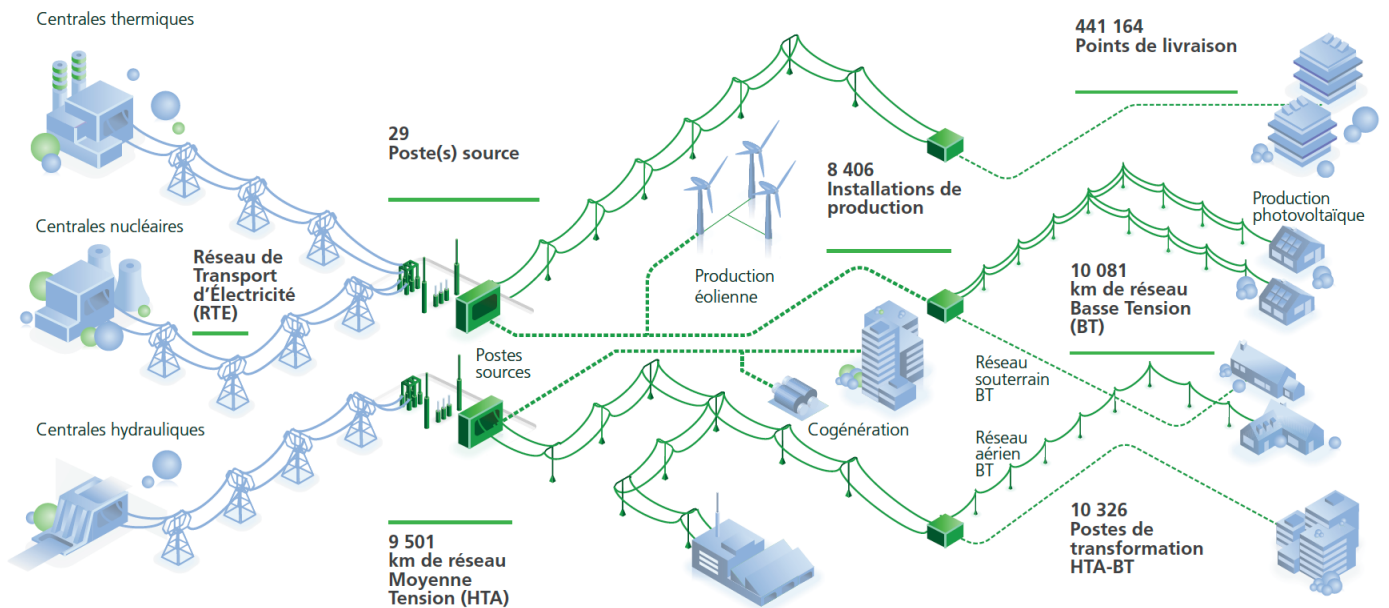 Centrales thermiques
441 164
Points de livraison
29
Poste(s) source
8 406
Installations de
production
Production
photovoltaïque
Centrales nucléaires
Réseau de
Transport
d'Électricité
(RTE)
Production
éolienne
10 081
km de réseau
Basse Tension
(BT)
Postes
sources
Réseau
souterrain
BT
Centrales hydrauliques
Cogénération
Réseau
aérien
BT
9 501
km de réseau
Moyenne
Tension (HTA)
10 326
Postes de
transformation
HTA-BT